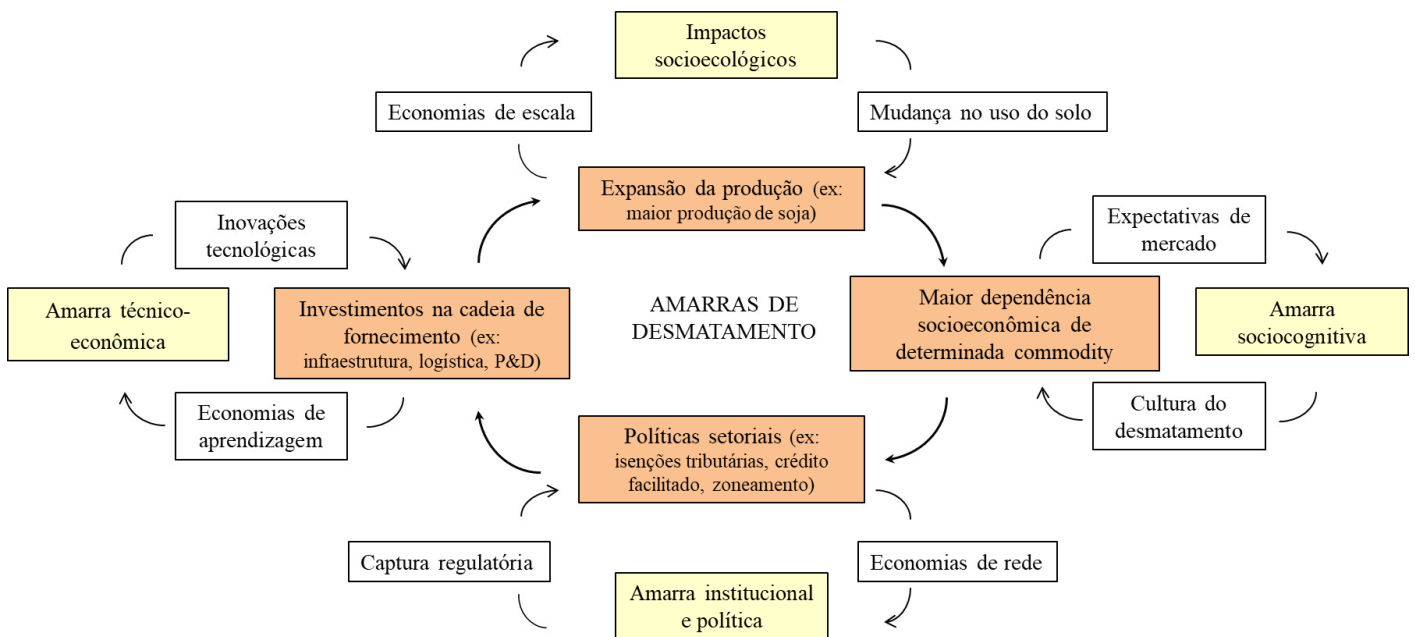 Impactos
socioecológicos
Economias de escala
Mudança no uso do solo
Expansão da produção (ex:
maior produção de soja)
Inovações
tecnológicas
Expectativas de
mercado
Amarra técnico-
econômica
Investimentos na cadeia de
fornecimento (ex:
infraestrutura, logística, P&D)
AMARRAS DE
DESMATAMENTO
Maior dependência
socioeconômica de
determinada commodity
Amarra
sociocognitiva
Economias de
aprendizagem
Cultura do
desmatamento
Políticas setoriais (ex:
isenções tributárias, crédito
facilitado, zoneamento)
Captura regulatória
Economias de rede
Amarra institucional
e política